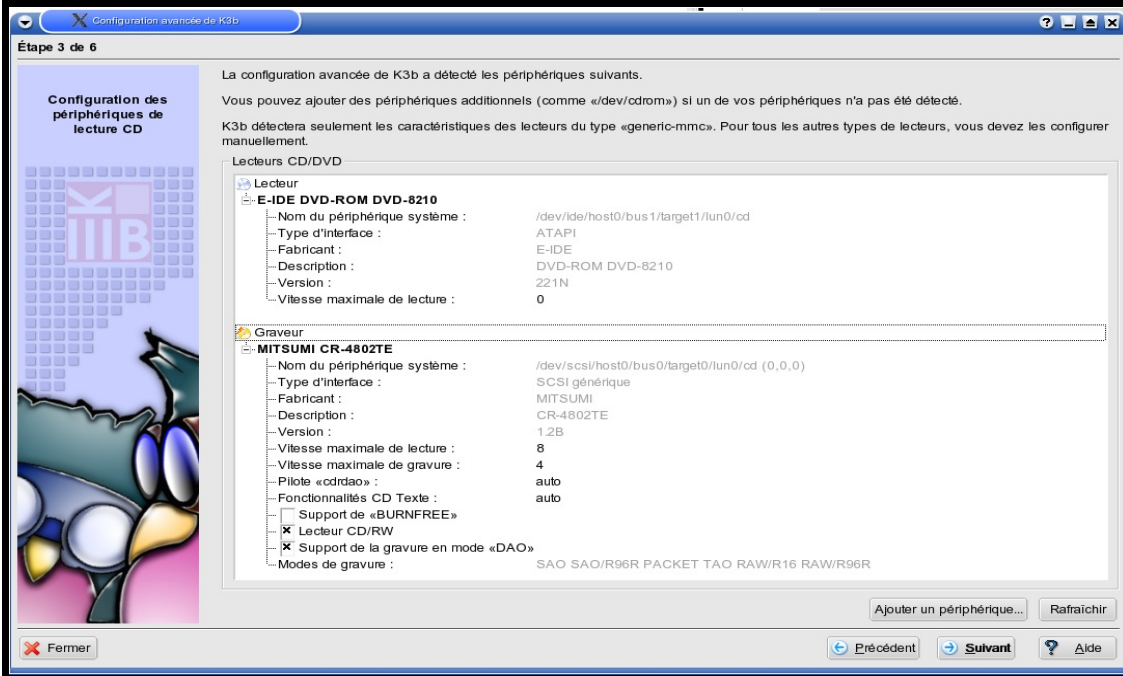 Configuration avancée de K3b
Étape 3 de 6
Configuration des
périphériques de
lecture CD
La configuration avancée de K3b a détecté les périphériques suivants.
Vous pouvez ajouter des périphériques additionnels (comme «/dev/cdrom») si un de vos périphériques n'a pas été détecté.
K3b détectera seulement les caractéristiques des lecteurs du type «generic-mmc». Pour tous les autres types de lecteurs, vous devez les configurer
manuellement.
Lecteurs CD/DVD
Lecteur
E-IDE DVD-ROM DVD-8210
Nom du périphérique système : /dev/ide/host0/bus1/target1/lun0/cd
Type d'interface : ATAPI
Fabricant : E-IDE
Description : DVD-ROM DVD-8210
Version : 221N
Vitesse maximale de lecture : 0
Graveur
MITSUMI CR-4802TE
Nom du périphérique système : /dev/scsi/host0/bus0/target0/lun0/cd (0,0,0)
Type d'interface : SCSI générique
Fabricant : MITSUMI
Description : CR-4802TE
Version : 1.2B
Vitesse maximale de lecture : 8
Vitesse maximale de gravure : 4
Pilote «cdrdao» : auto
Fonctionnalités CD Texte : auto
Support de «BURNFREE»
Lecteur CD/RW
Support de la gravure en mode «DAO»
Modes de gravure : SAO SAO/R96R PACKET TAO RAW/R16 RAW/R96R
Ajouter un périphérique... Rafraîchir
Fermer Précédent Suivant Aide